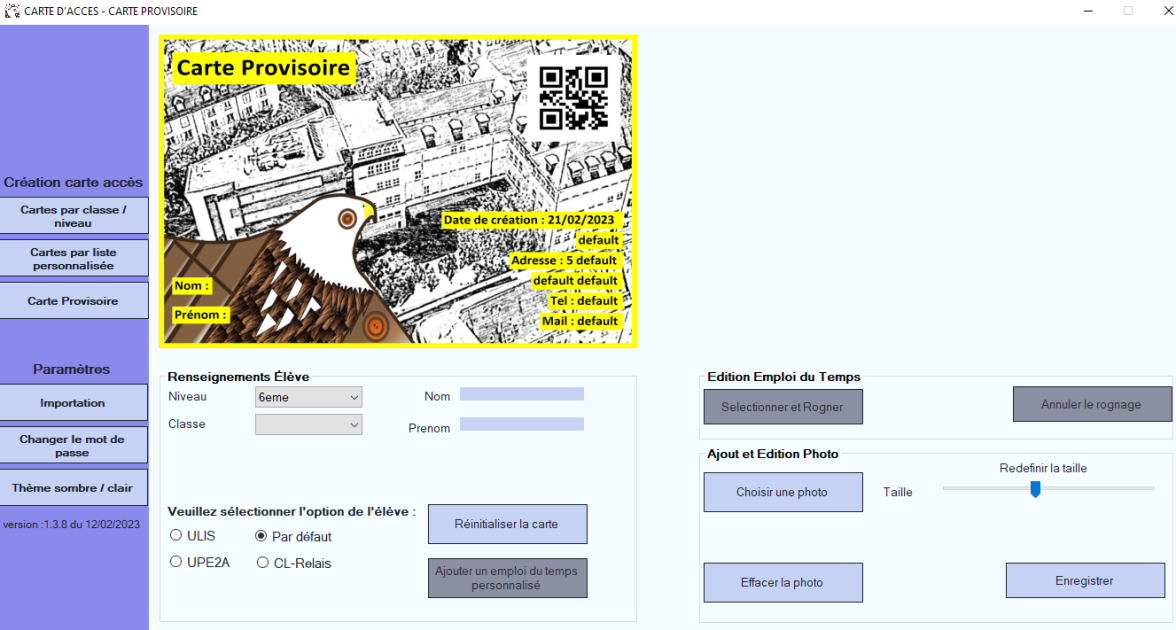 CARTE D'ACCES - CARTE PROVISOIRE
Création carte accès
Cartes par classe /
niveau
Cartes par liste
personnalisée
Carte Provisoire
Paramètres
Importation
Changer le mot de
passe
Thème sombre / clair
version :1.3.8 du 12/02/2023
Carte Provisoire
Date de création : 21/02/2023
default
Adresse : 5 default
default default
Tel : default
Mail : default
Nom :
Prénom :
Renseignements Élève
Niveau
6eme
Nom
Classe
Prenom
Veuillez sélectionner l'option de l'élève :
ULIS
Par défaut
UPE2A
CL-Relais
Réinitialiser la carte
Ajouter un emploi du temps
personnalisé
Edition Emploi du Temps
Selectionner et Rogner
Annuler le rognage
Ajout et Edition Photo
Choisir une photo
Taille
Redefinir la taille
Effacer la photo
Enregistrer